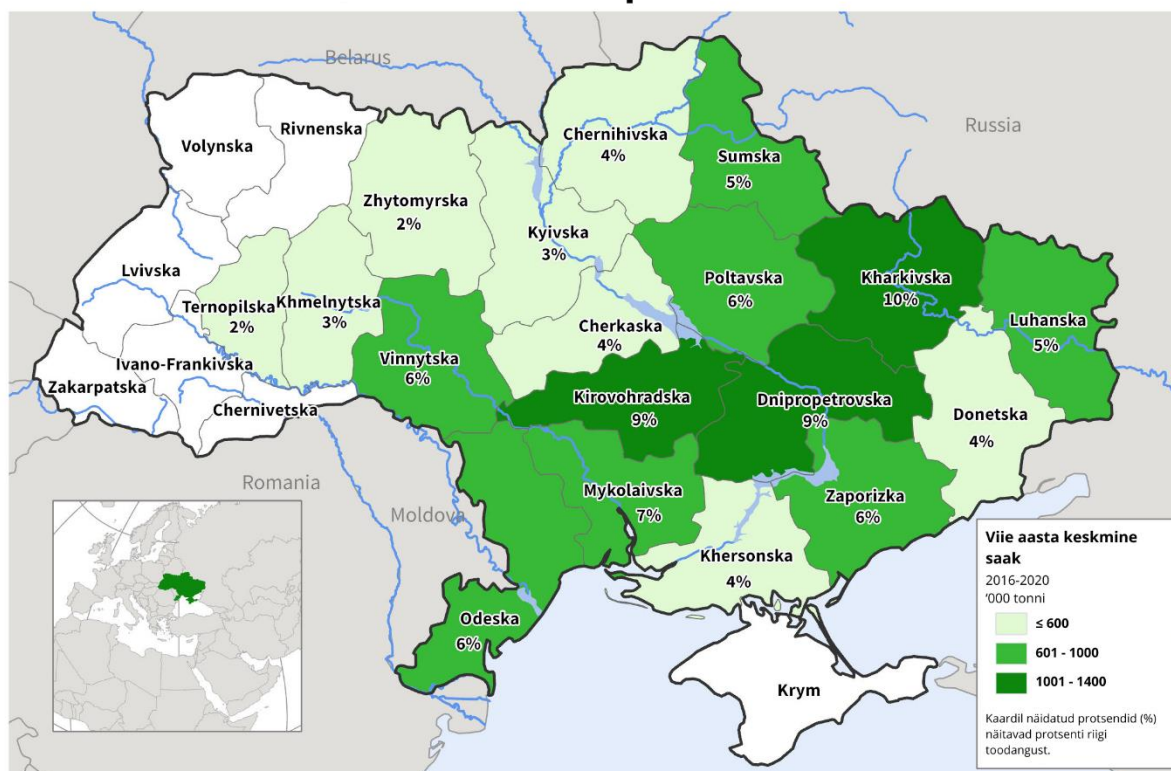 Belarus
Russia
Volynska
Rivnenska
Chernihivska
4%
Sumska
5%
Zhytomyrska
2%
Kyivska
3%
Lvivska
Ternopilska
2%
Khmelnytska
3%
Poltavska
6%
Kharkivska
10%
Luhanska
5%
Cherkaska
4%
Vinnytska
6%
Ivano-Frankivska
Zakarpatska
Chernivetska
Kirovohradska
9%
Dnipropetrovska
9%
Donetska
4%
Romania
Moldova
Mykolaivska
7%
Zaporizka
6%
Khersonska
4%
Odeska
6%
Krym
Viie aasta keskmine
saak
2016-2020
'000 tonni
≤ 600
601 - 1000
1001 - 1400
Kaardil näidatud protsendid (%)
näitavad protsenti riigi
toodangust.